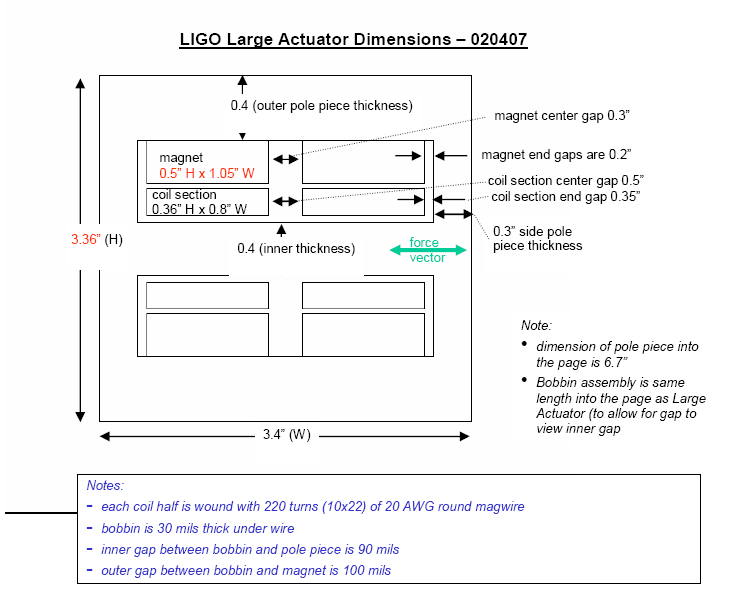 LIGO Large Actuator Dimensions – 020407
0.4 (outer pole piece thickness)
magnet center gap 0.3"
magnet
0.5" H x 1.05" W
magnet end gaps are 0.2"
coil section center gap 0.5"
coil section
0.36" H x 0.8" W
coil section end gap 0.35"
3.36" (H)
0.4 (inner thickness)
force
vector
0.3" side pole
piece thickness
Note:
• dimension of pole piece into
the page is 6.7"
• Bobbin assembly is same
length into the page as Large
Actuator (to allow for gap to
view inner gap
3.4" (W)
Notes:
- each coil half is wound with 220 turns (10x22) of 20 AWG round magwire
- bobbin is 30 mils thick under wire
- inner gap between bobbin and pole piece is 90 mils
- outer gap between bobbin and magnet is 100 mils